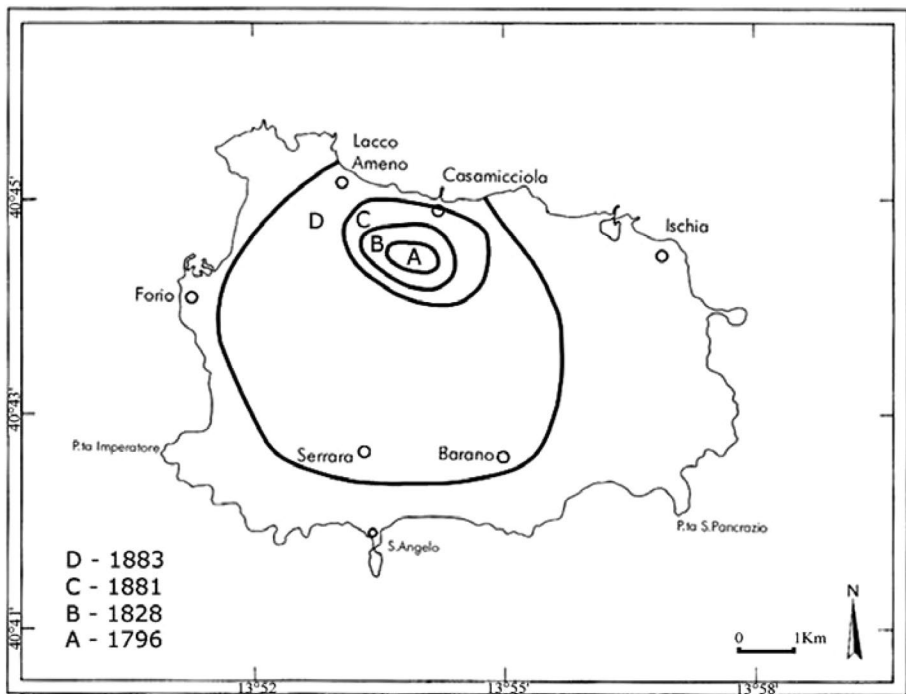 Lacco
Ameno
Casamicciola
40°45'
D
C
B
A
Ischia
Forio
40°43'
P.ta Imperatore
Serrara
Barano
P.ta S.Pancrazio
S.Angelo
D - 1883
C - 1881
B - 1828
A - 1796
N
40°41'
0 1Km
13°52
13°55'
13°58'